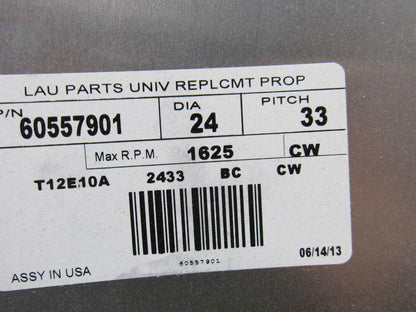 LAU PARTS UNIV REPLCMT PROP
P/N DIA PITCH
60557901 24 33
Max R.P.M. 1625 CW
T12E10A 2433 BC CW
60557901
ASSY IN USA 06/14/13